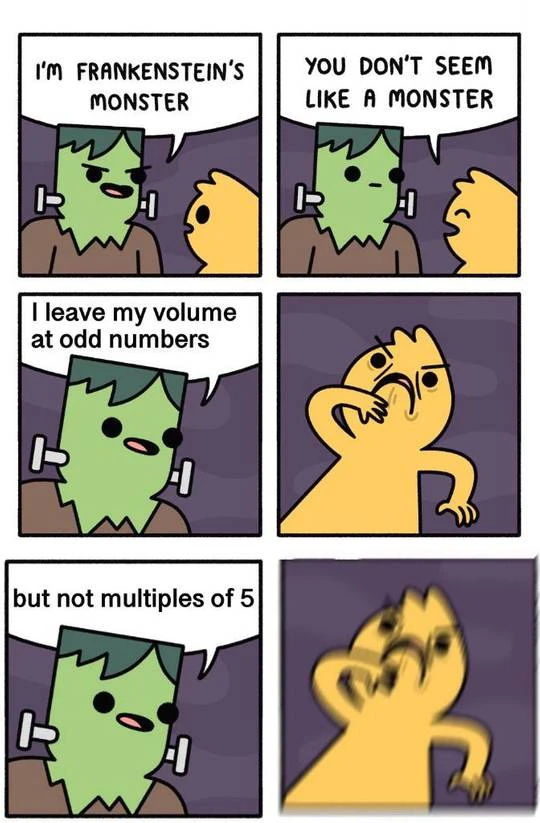 I'M FRANKENSTEIN'S
MONSTER
YOU DON'T SEEM
LIKE A MONSTER
I leave my volume
at odd numbers
but not multiples of 5